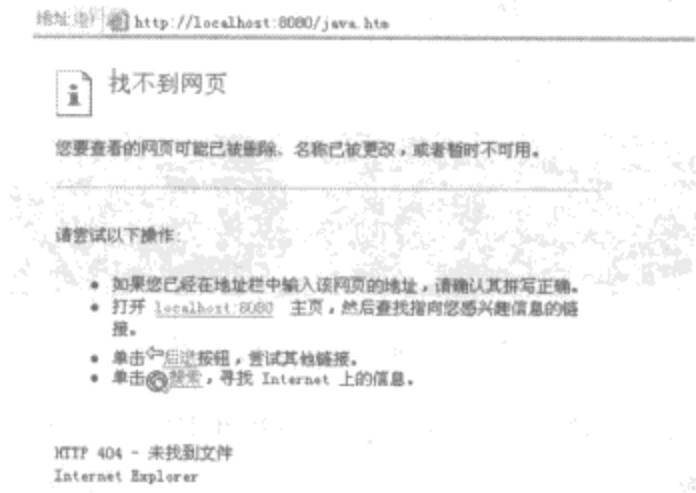 地址 http://localhost:8080/java.htm
找不到网页
您要查看的网页可能已被删除、名称已被更改，或者暂时不可用。
请尝试以下操作:
● 如果您已经在地址栏中输入该网页的地址，请确认其拼写正确。
● 打开 localhost:8080 主页，然后查找指向您感兴趣信息的链
接。
● 单击后退按钮，尝试其他链接。
● 单击搜索，寻找 Internet 上的信息。
HTTP 404 - 未找到文件
Internet Explorer